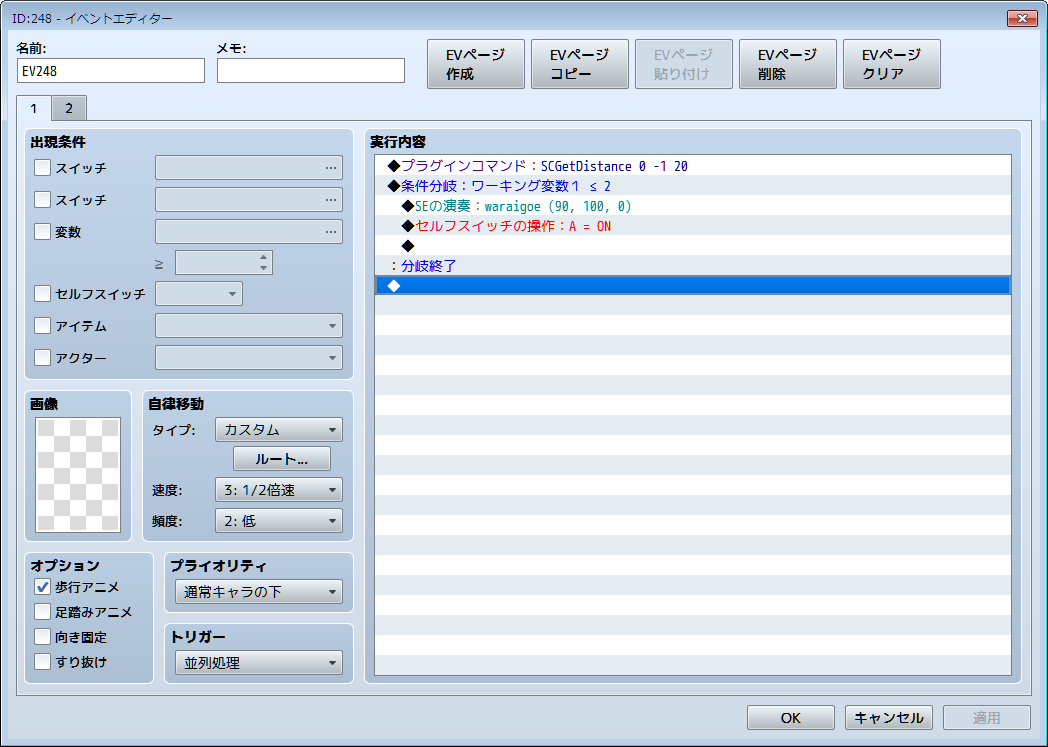 ID:248 - イベントエディター
名前:
メモ:
EV248
EVページ
作成
EVページ
コピー
EVページ
貼り付け
EVページ
削除
EVページ
クリア
1
2
出現条件
スイッチ
...
スイッチ
...
変数
...
≥
セルフスイッチ
アイテム
アクター
画像
自律移動
タイプ:
カスタム
ルート...
速度:
3: 1/2倍速
頻度:
2: 低
オプション
歩行アニメ
足踏みアニメ
向き固定
すり抜け
プライオリティ
通常キャラの下
トリガー
並列処理
実行内容
◆プラグインコマンド：SCGetDistance 0 -1 20
◆条件分岐：ワーキング変数１ ≤ 2
◆SEの演奏：waraigoe (90, 100, 0)
◆セルフスイッチの操作：A = ON
◆
：分岐終了
◆
OK
キャンセル
適用